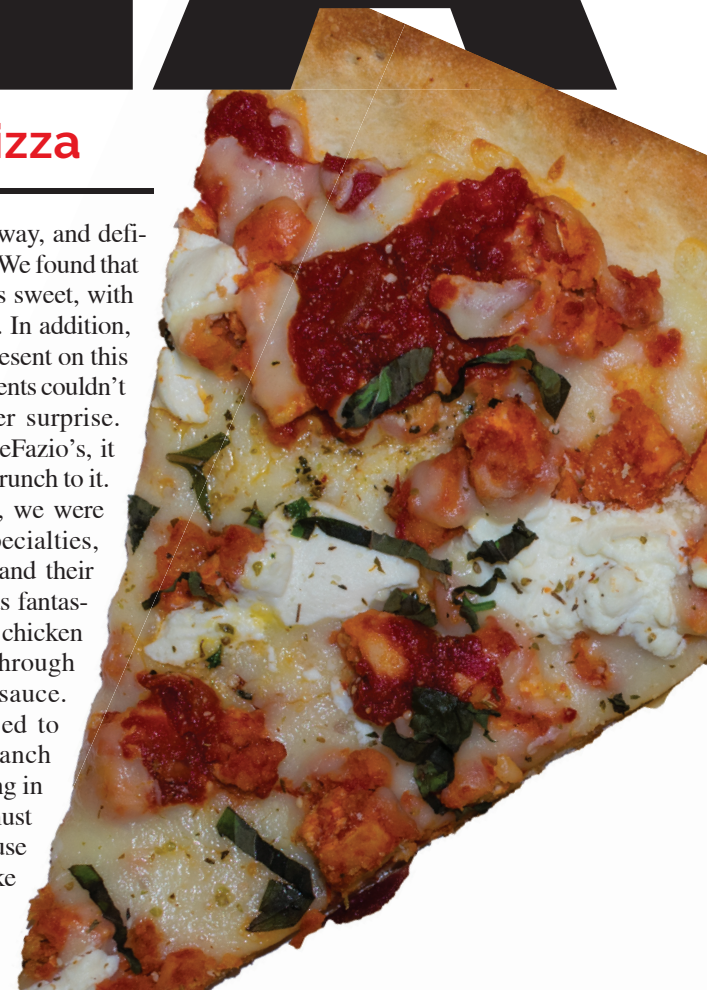 A
izza
way, and defi-
We found that
s sweet, with
. In addition,
esent on this
ents couldn't
er surprise.
eFazio's, it
runch to it.
, we were
pecialties,
and their
s fantas-
chicken
hrough
sauce.
ed to
anch
ng in
ust
use
ke